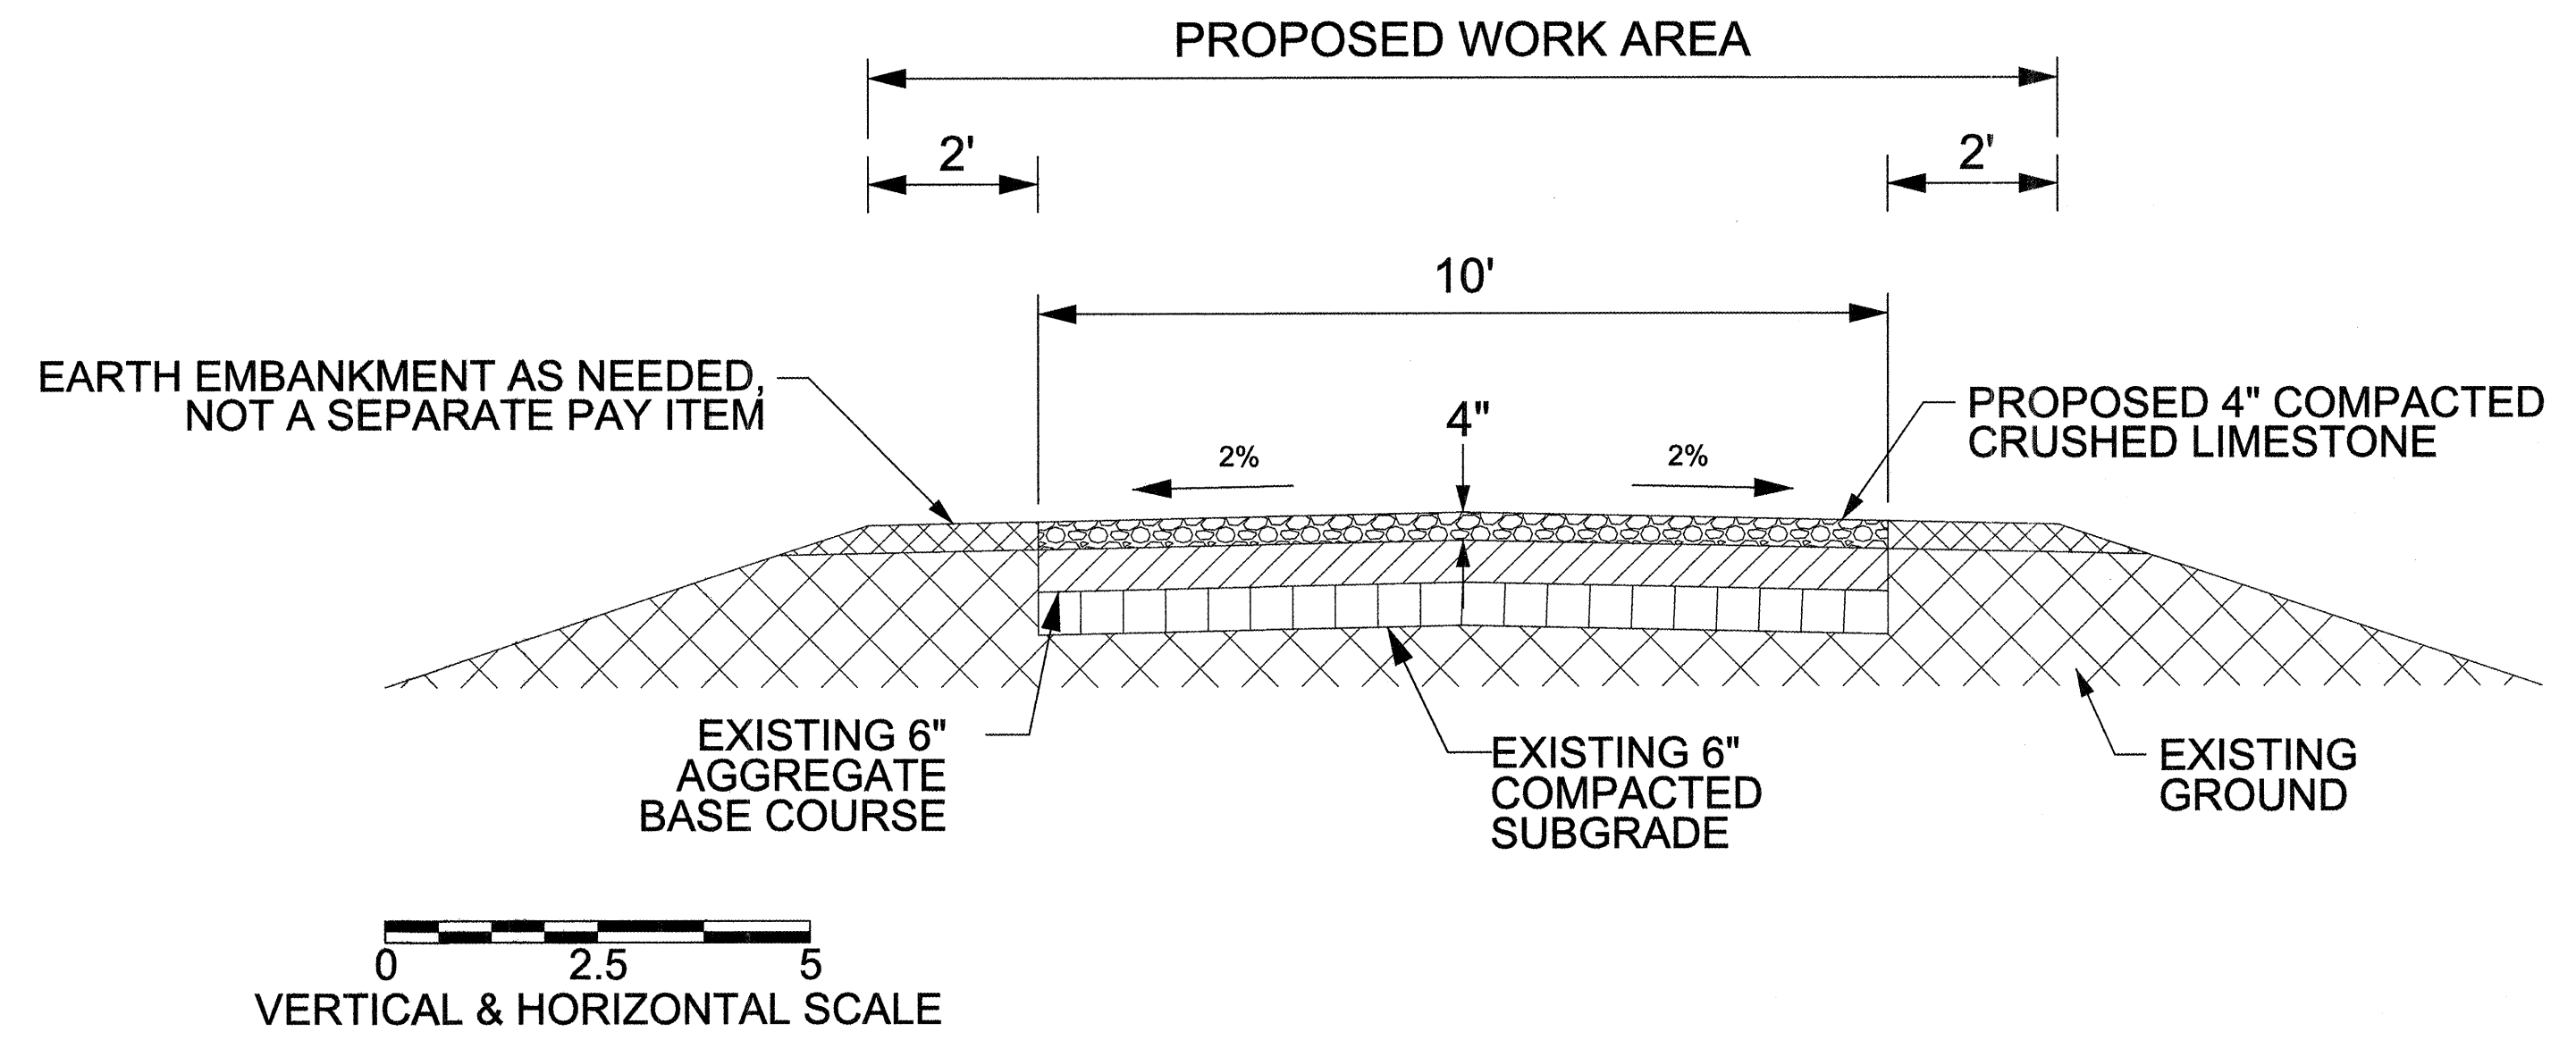 PROPOSED WORK AREA
2'
2'
10'
EARTH EMBANKMENT AS NEEDED,
NOT A SEPARATE PAY ITEM
4"
PROPOSED 4" COMPACTED
CRUSHED LIMESTONE
2%
2%
EXISTING 6"
AGGREGATE
BASE COURSE
EXISTING 6"
COMPACTED
SUBGRADE
EXISTING
GROUND
0 2.5 5
VERTICAL & HORIZONTAL SCALE